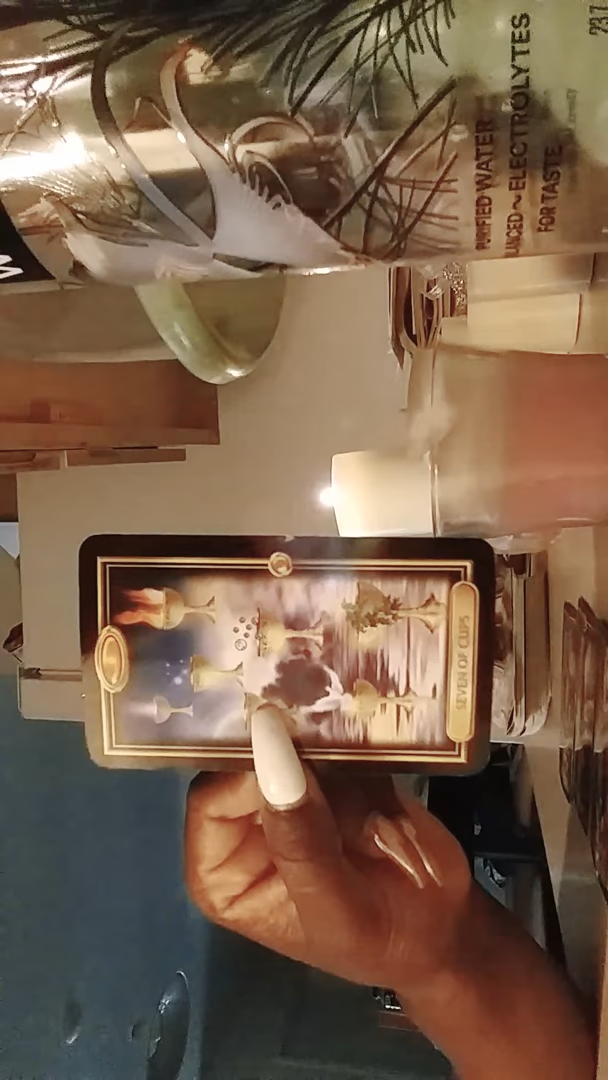 PURIFIED WATER
ELECTROLYTES
FOR TASTE
SEVEN OF CUPS